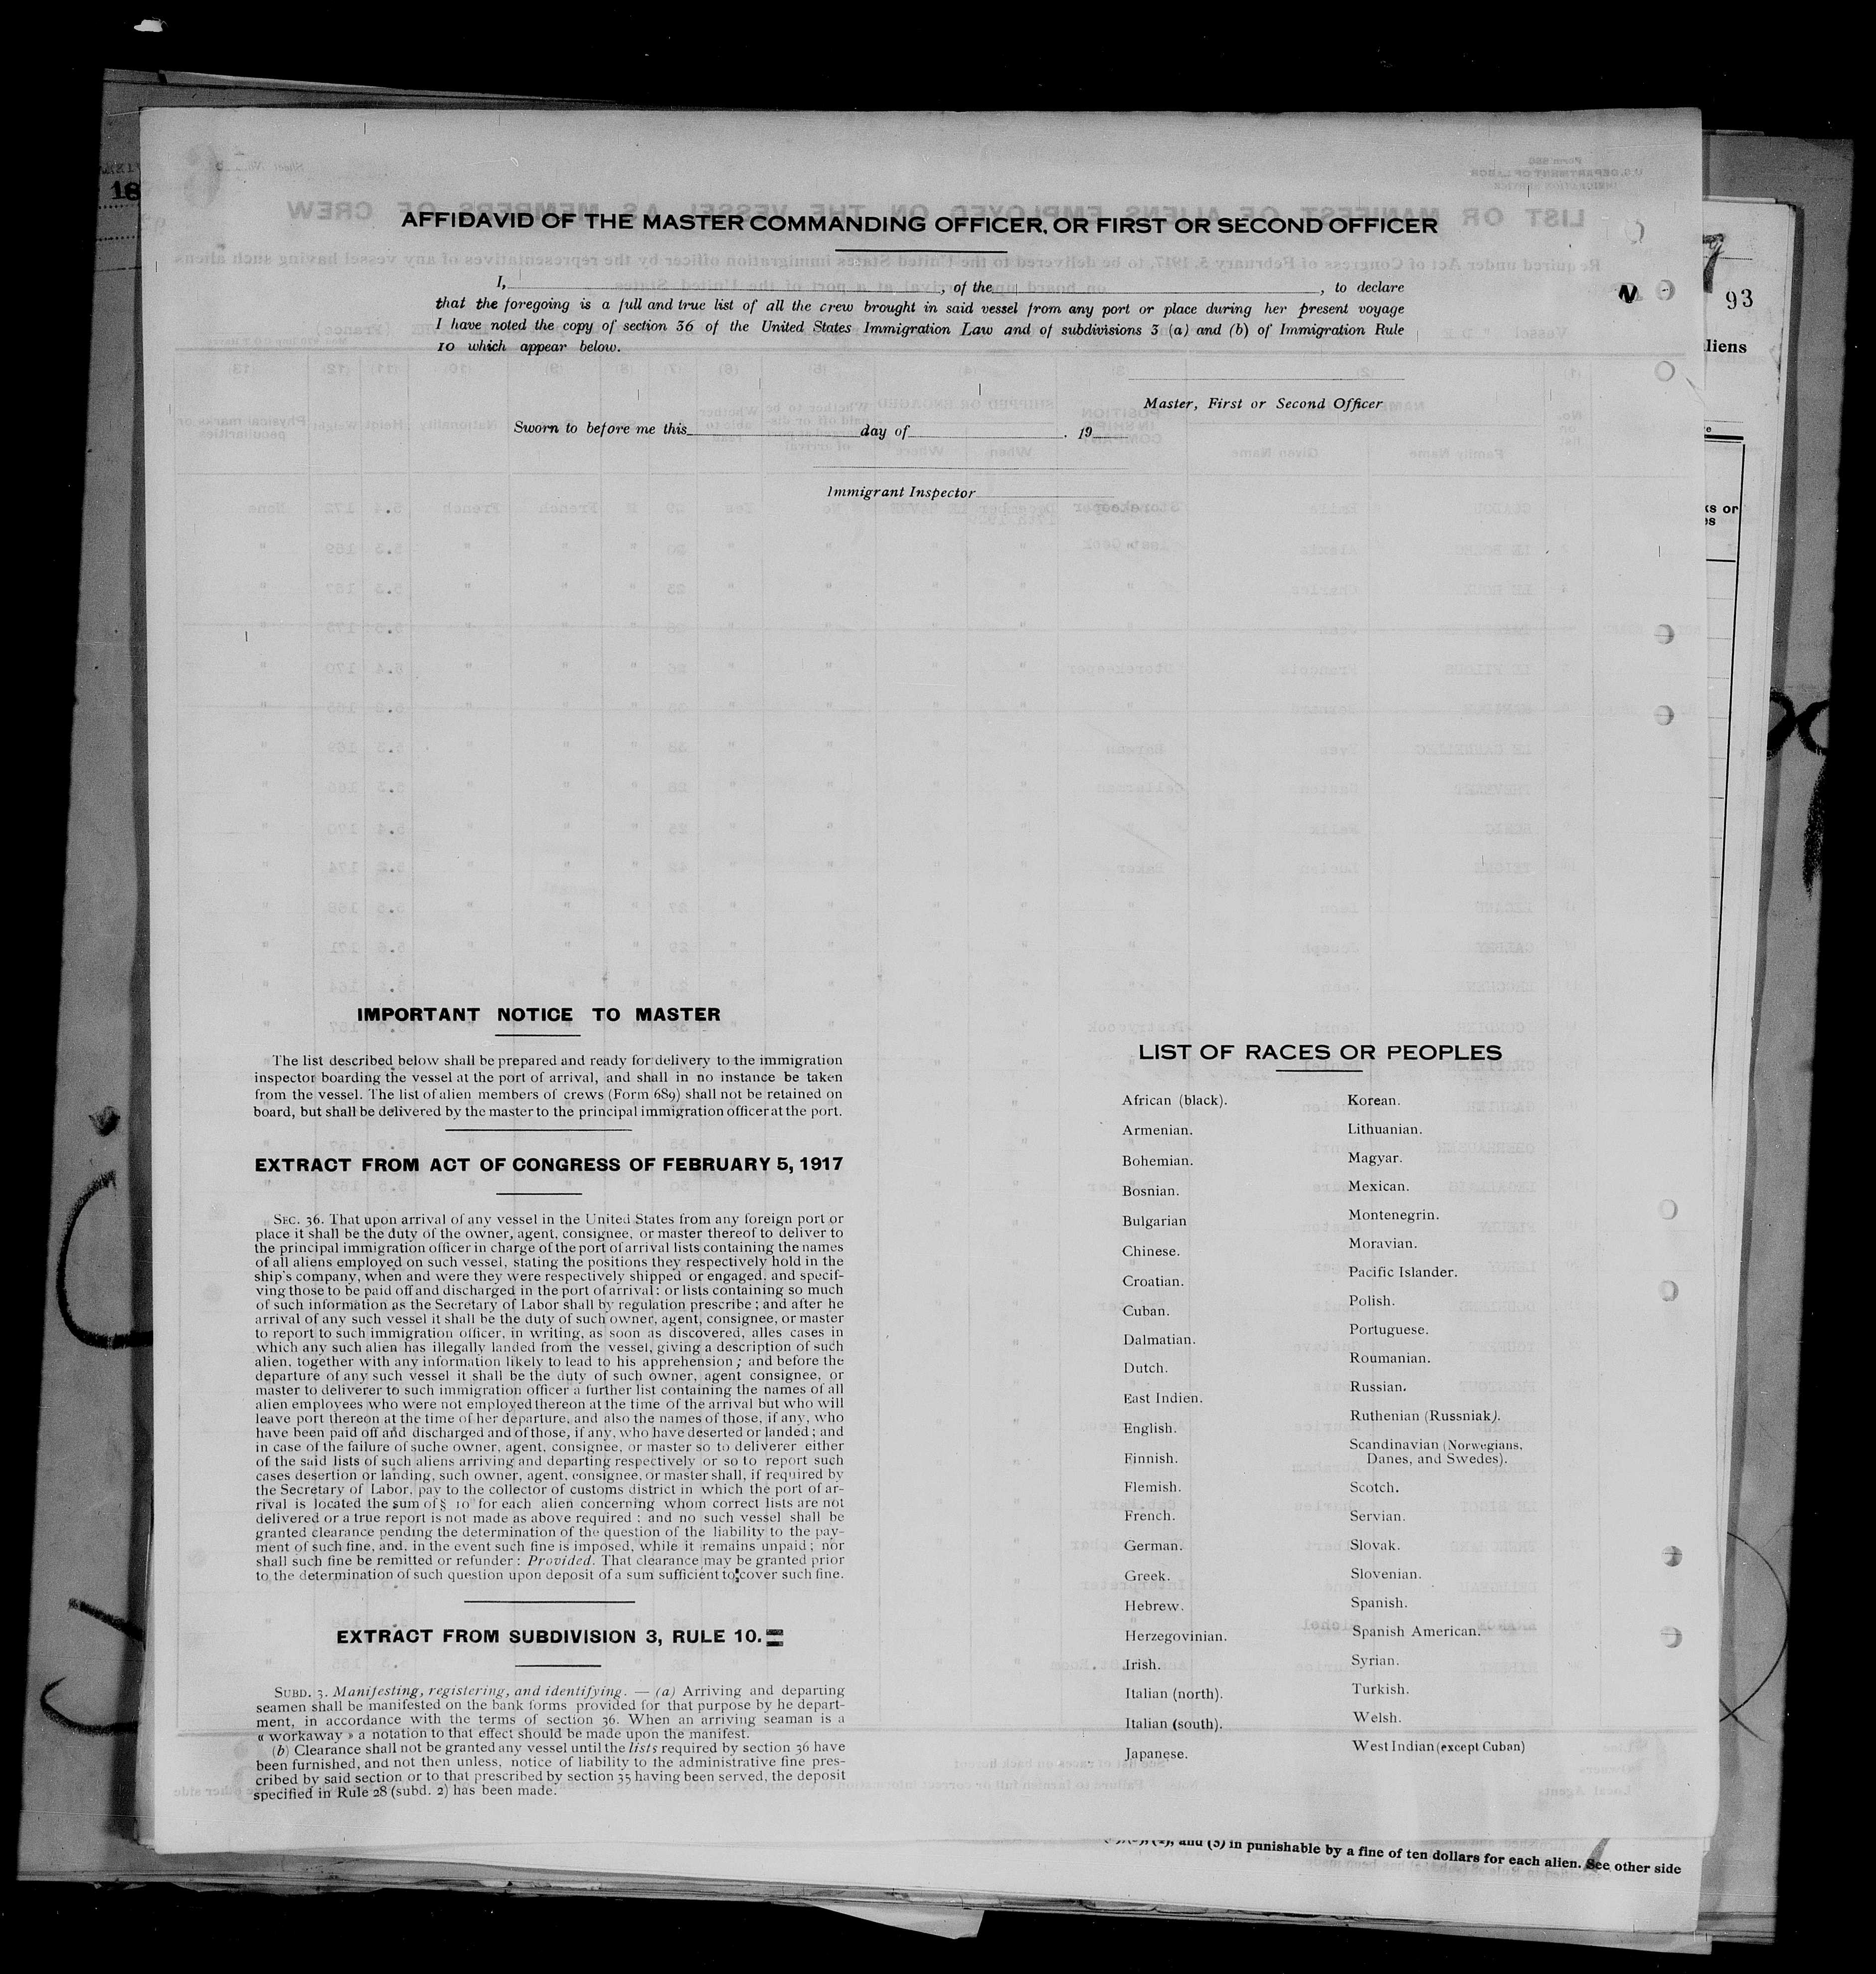 AFFIDAVID OF THE MASTER COMMANDING OFFICER, OR FIRST OR SECOND OFFICER
I, , of the , to declare
that the foregoing is a full and true list of all the crew brought in said vessel from any port or place during her present voyage
I have noted the copy of section 36 of the United States Immigration Law and of subdivisions 3 (a) and (b) of Immigration Rule
10 which appear below.
Master, First or Second Officer
Sworn to before me this day of . 19
Immigrant Inspector
IMPORTANT NOTICE TO MASTER
The list described below shall be prepared and ready for delivery to the immigration
inspector boarding the vessel at the port of arrival, and shall in no instance be taken
from the vessel. The list of alien members of crews (Form 689) shall not be retained on
board, but shall be delivered by the master to the principal immigration officer at the port.
EXTRACT FROM ACT OF CONGRESS OF FEBRUARY 5, 1917
SEC. 36. That upon arrival of any vessel in the United States from any foreign port or
place it shall be the duty of the owner, agent, consignee, or master thereof to deliver to
the principal immigration officer in charge of the port of arrival lists containing the names
of all aliens employed on such vessel, stating the positions they respectively hold in the
ship's company, when and were they were respectively shipped or engaged, and specif-
ving those to be paid off and discharged in the port of arrival: or lists containing so much
of such information as the Secretary of Labor shall by regulation prescribe; and after he
arrival of any such vessel it shall be the duty of such owner, agent, consignee, or master
to report to such immigration officer, in writing, as soon as discovered, alles cases in
which any such alien has illegally landed from the vessel, giving a description of such
alien, together with any information likely to lead to his apprehension; and before the
departure of any such vessel it shall be the duty of such owner, agent consignee, or
master to deliverer to such immigration officer a further list containing the names of all
alien employees who were not employed thereon at the time of the arrival but who will
leave port thereon at the time of her departure, and also the names of those, if any, who
have been paid off and discharged and of those, if any, who have deserted or landed; and
in case of the failure of suche owner, agent, consignee, or master so to deliverer either
of the said lists of such aliens arriving and departing respectively or so to report such
cases desertion or landing, such owner, agent, consignee, or master shall, if required by
the Secretary of Labor, pay to the collector of customs district in which the port of ar-
rival is located the sum of § 10 for each alien concerning whom correct lists are not
delivered or a true report is not made as above required: and no such vessel shall be
granted clearance pending the determination of the question of the liability to the pay-
ment of such fine, and, in the event such fine is imposed, while it remains unpaid; nor
shall such fine be remitted or refunder: Provided. That clearance may be granted prior
to the determination of such question upon deposit of a sum sufficient to cover such fine.
EXTRACT FROM SUBDIVISION 3, RULE 10.
SUBD. 3. Manifesting, registering, and identifying. — (a) Arriving and departing
seamen shall be manifested on the bank forms provided for that purpose by he depart-
ment, in accordance with the terms of section 36. When an arriving seaman is a
« workaway » a notation to that effect should be made upon the manifest.
(b) Clearance shall not be granted any vessel until the lists required by section 36 have
been furnished, and not then unless, notice of liability to the administrative fine pres-
cribed by said section or to that prescribed by section 35 having been served, the deposit
specified in Rule 28 (subd. 2) has been made.
LIST OF RACES OR PEOPLES
African (black).
Armenian.
Bohemian.
Bosnian.
Bulgarian
Chinese.
Croatian.
Cuban.
Dalmatian.
Dutch.
East Indien.
English.
Finnish.
Flemish.
French.
German.
Greek.
Hebrew.
Herzegovinian.
Irish.
Italian (north).
Italian (south).
Japanese.
Korean.
Lithuanian.
Magyar.
Mexican.
Montenegrin.
Moravian.
Pacific Islander.
Polish.
Portuguese.
Roumanian.
Russian.
Ruthenian (Russniak).
Scandinavian (Norwegians,
Danes, and Swedes).
Scotch.
Servian.
Slovak.
Slovenian.
Spanish.
Spanish American.
Syrian.
Turkish.
Welsh.
West Indian (except Cuban)
93
liens
and (5) in punishable by a fine of ten dollars for each alien. See other side